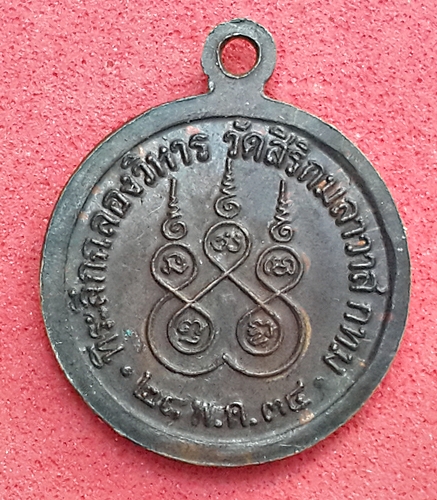 ที่ระลึกฉลองวิหาร วัดสิริกมลาวาส กทม
๒๘ พ.ค. ๓๔